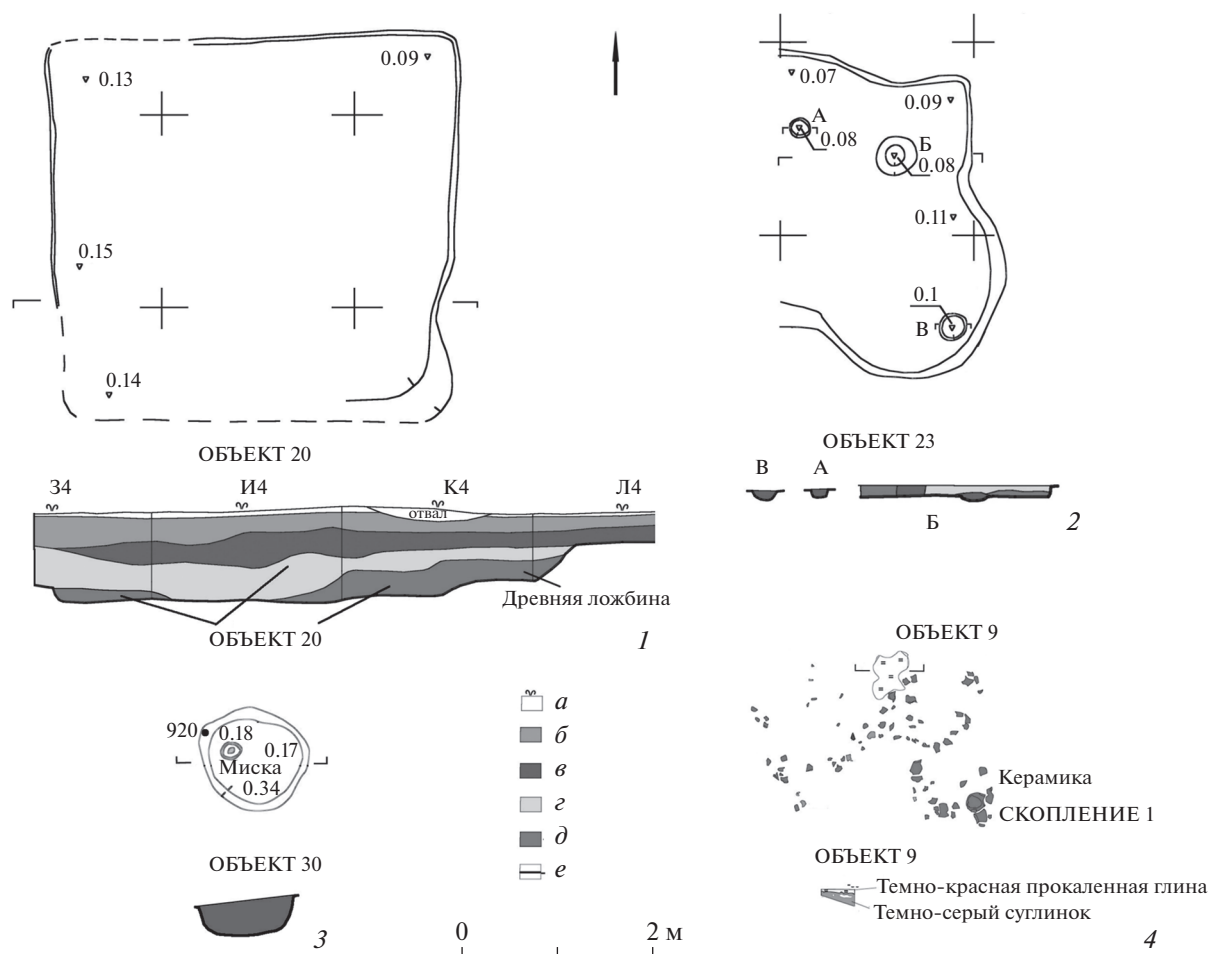 0.13
0.09
0.15
0.14
ОБЪЕКТ 20
З4 И4 К4 Л4
отвал
Древняя ложбина
ОБЪЕКТ 20
1
0.07
0.09
А
0.08
Б
0.08
0.11
0.1
В
ОБЪЕКТ 23
В А
Б
2
920
0.18
0.17
Миска
0.34
ОБЪЕКТ 30
3
а
б
в
г
д
е
0 2 м
ОБЪЕКТ 9
Керамика
СКОПЛЕНИЕ 1
ОБЪЕКТ 9
Темно-красная прокаленная глина
Темно-серый суглинок
4